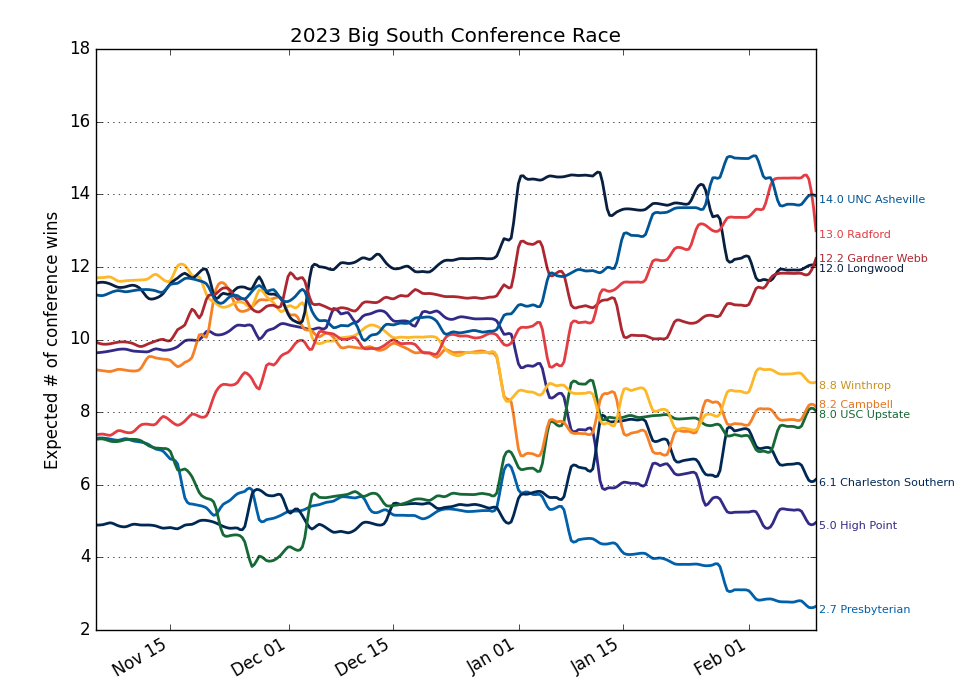 2023 Big South Conference Race
Expected # of conference wins
18
16
14
12
10
8
6
4
2
14.0 UNC Asheville
13.0 Radford
12.2 Gardner Webb
12.0 Longwood
8.8 Winthrop
8.2 Campbell
8.0 USC Upstate
6.1 Charleston Southern
5.0 High Point
2.7 Presbyterian
Nov 15
Dec 01
Dec 15
Jan 01
Jan 15
Feb 01